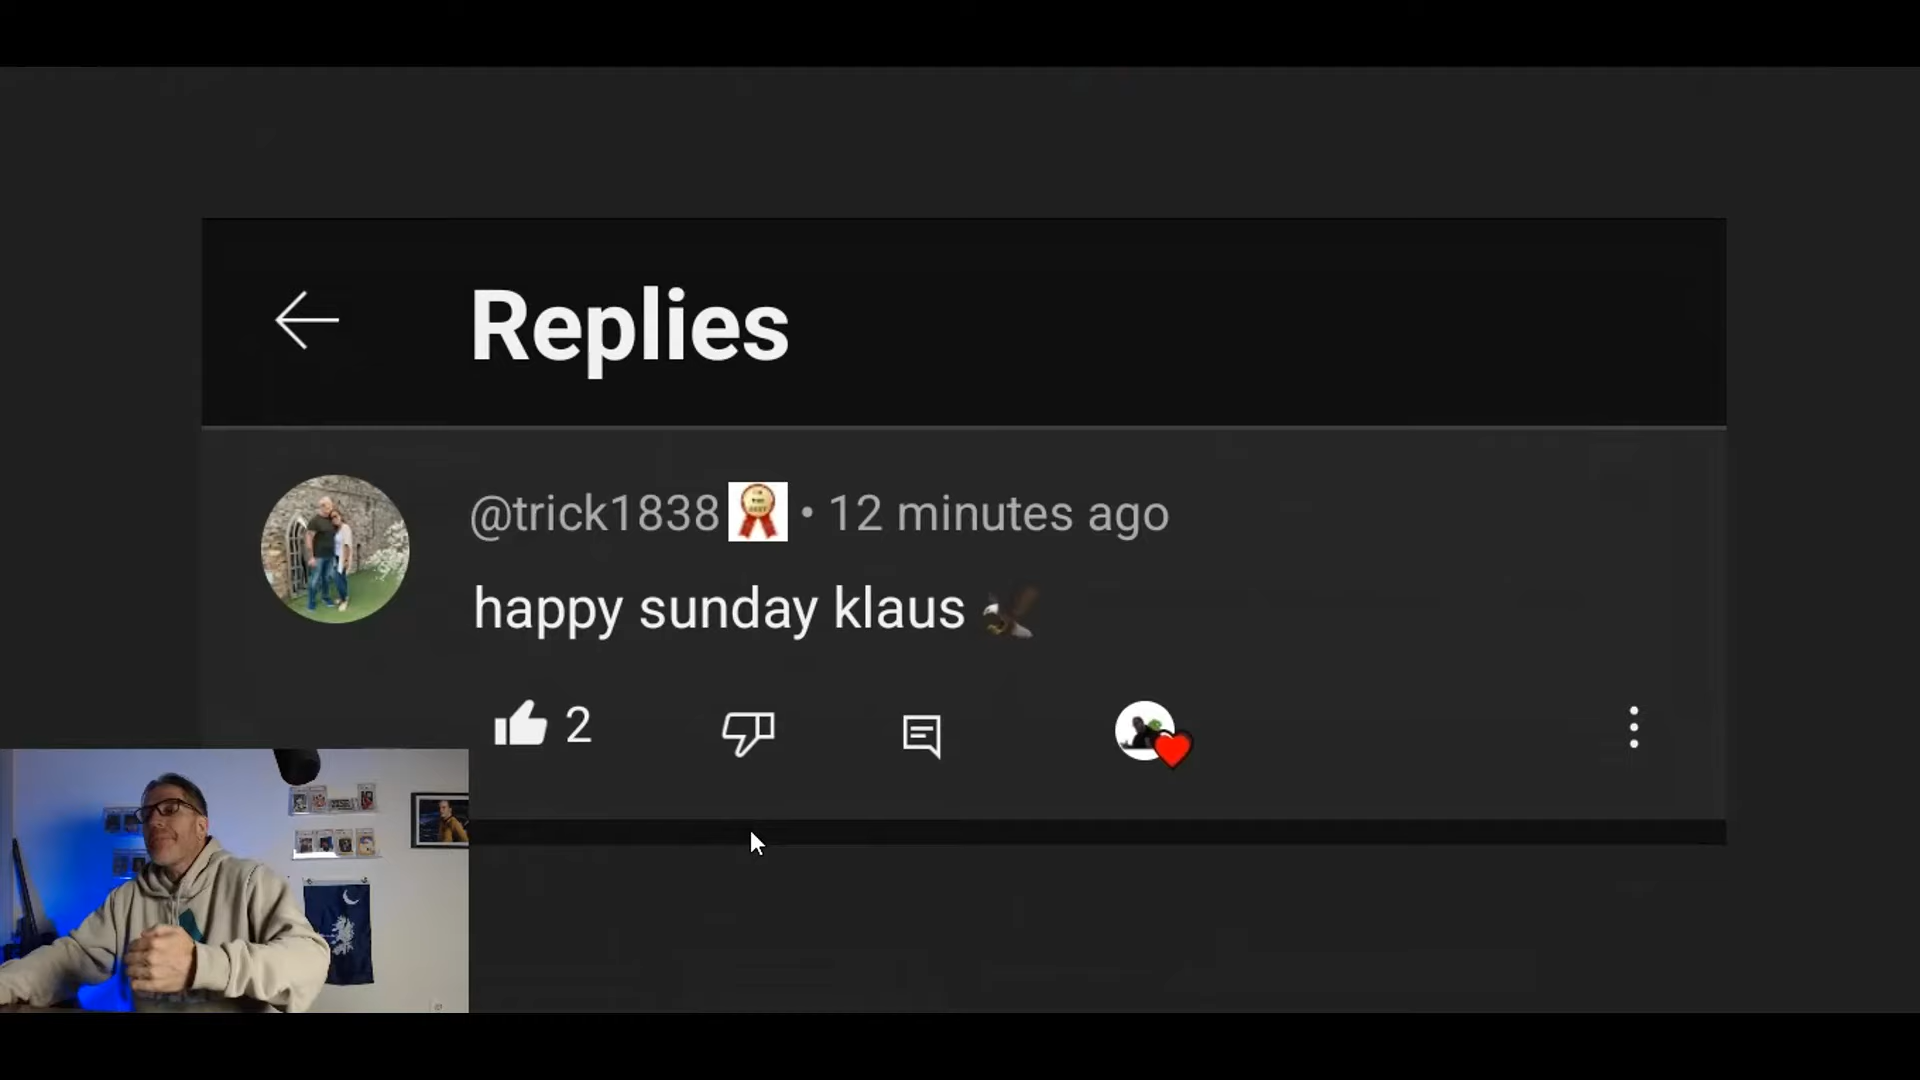 Replies
@trick1838 • 12 minutes ago
happy sunday klaus 🦅
2